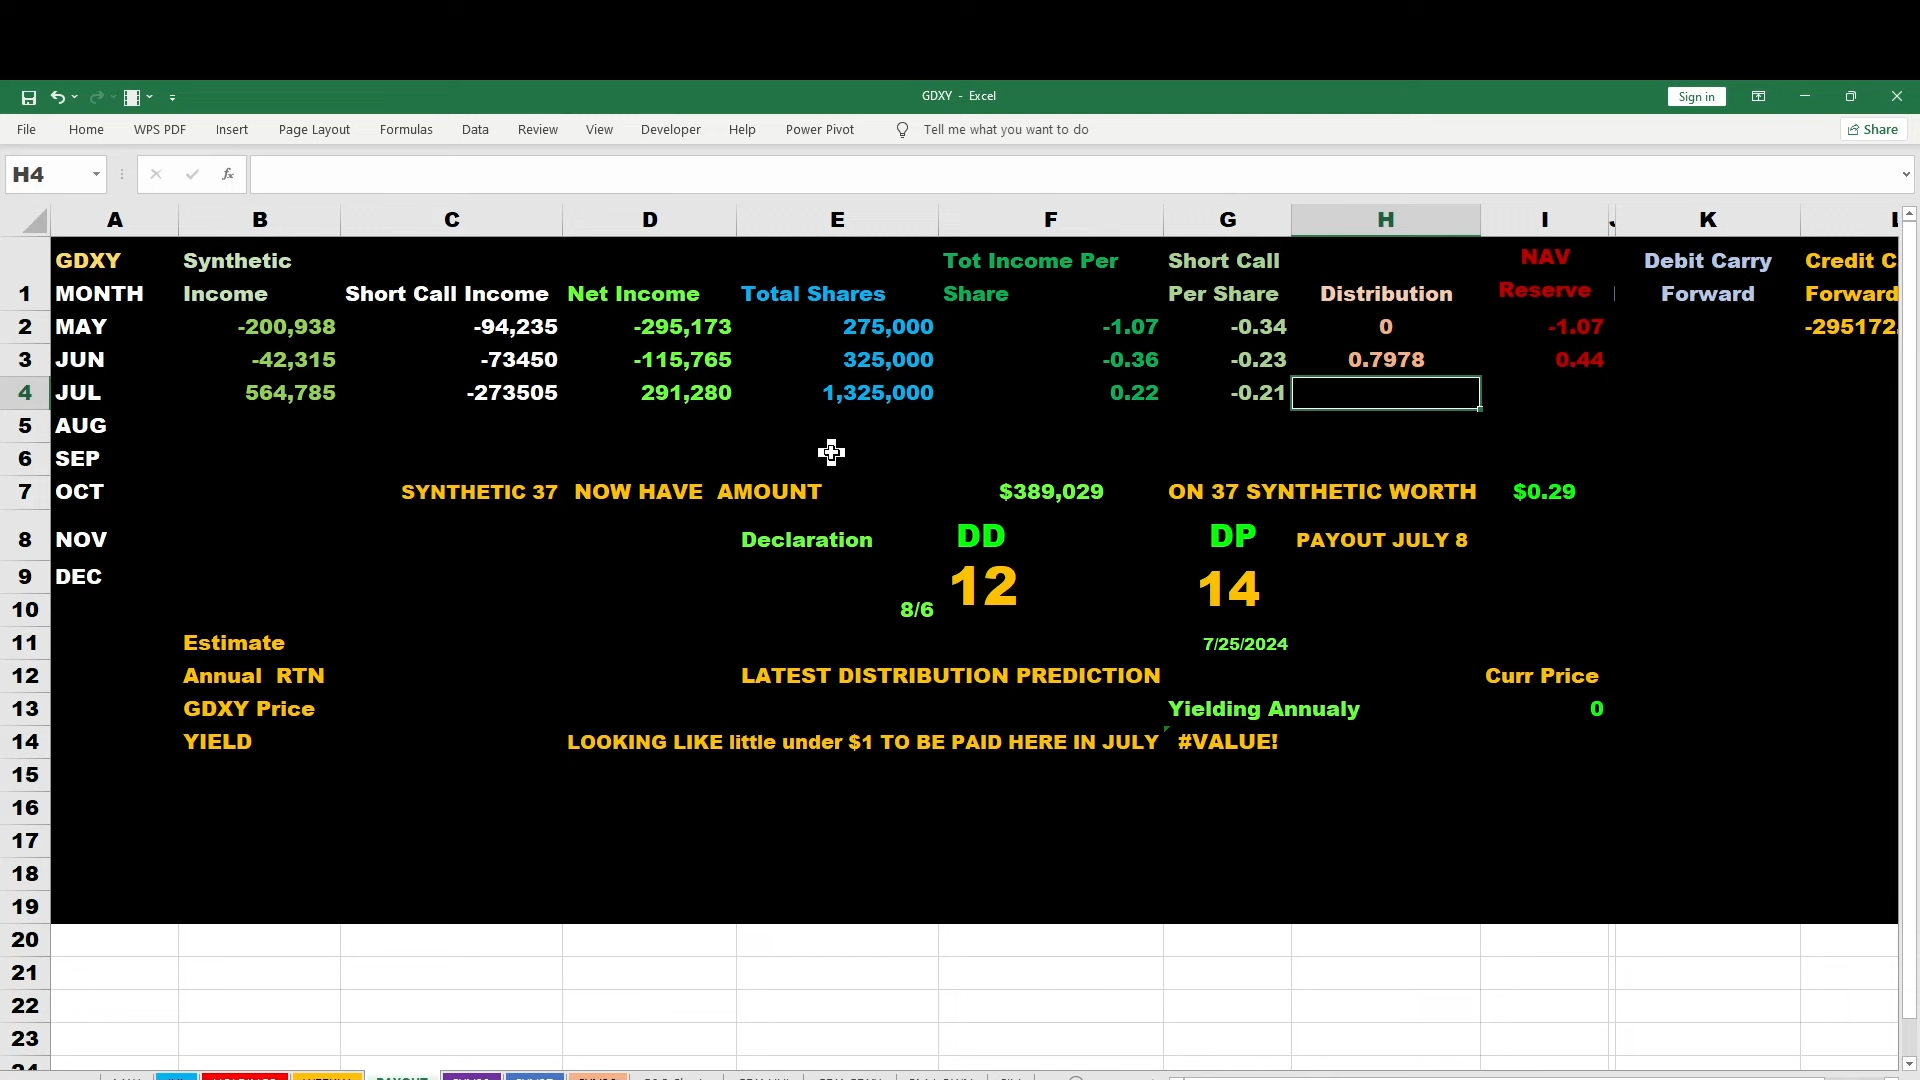 GDXY - Excel
Sign in
File Home WPS PDF Insert Page Layout Formulas Data Review View Developer Help Power Pivot Tell me what you want to do Share
H4 fx
A B C D E F G H I K
GDXY Synthetic Tot Income Per Short Call NAV Debit Carry Credit C
1 MONTH Income Short Call Income Net Income Total Shares Share Per Share Distribution Reserve Forward Forward
2 MAY -200,938 -94,235 -295,173 275,000 -1.07 -0.34 0 -1.07 -295172.
3 JUN -42,315 -73450 -115,765 325,000 -0.36 -0.23 0.7978 0.44
4 JUL 564,785 -273505 291,280 1,325,000 0.22 -0.21
5 AUG
6 SEP
7 OCT SYNTHETIC 37 NOW HAVE AMOUNT $389,029 ON 37 SYNTHETIC WORTH $0.29
8 NOV Declaration DD DP PAYOUT JULY 8
9 DEC 12 14
10 8/6
11 Estimate 7/25/2024
12 Annual RTN LATEST DISTRIBUTION PREDICTION Curr Price
13 GDXY Price Yielding Annualy 0
14 YIELD LOOKING LIKE little under $1 TO BE PAID HERE IN JULY #VALUE!
15
16
17
18
19
20
21
22
23